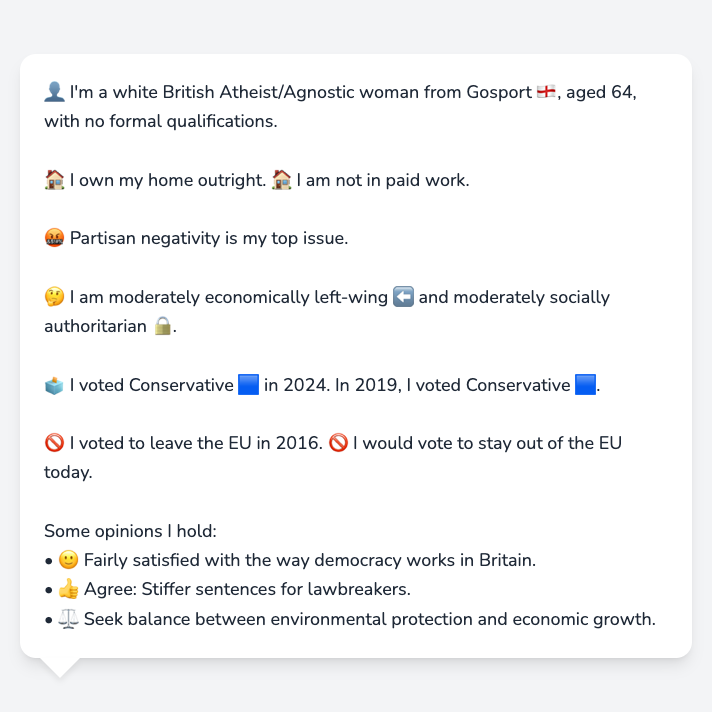 👤 I'm a white British Atheist/Agnostic woman from Gosport 🏴󠁧󠁢󠁥󠁮󠁧󠁿, aged 64,
with no formal qualifications.
🏠 I own my home outright. 🏠 I am not in paid work.
🤬 Partisan negativity is my top issue.
🤔 I am moderately economically left-wing ⬅️ and moderately socially
authoritarian 🔒.
🗳️ I voted Conservative 🟦 in 2024. In 2019, I voted Conservative 🟦.
🚫 I voted to leave the EU in 2016. 🚫 I would vote to stay out of the EU
today.
Some opinions I hold:
• 🙂 Fairly satisfied with the way democracy works in Britain.
• 👍 Agree: Stiffer sentences for lawbreakers.
• ⚖️ Seek balance between environmental protection and economic growth.